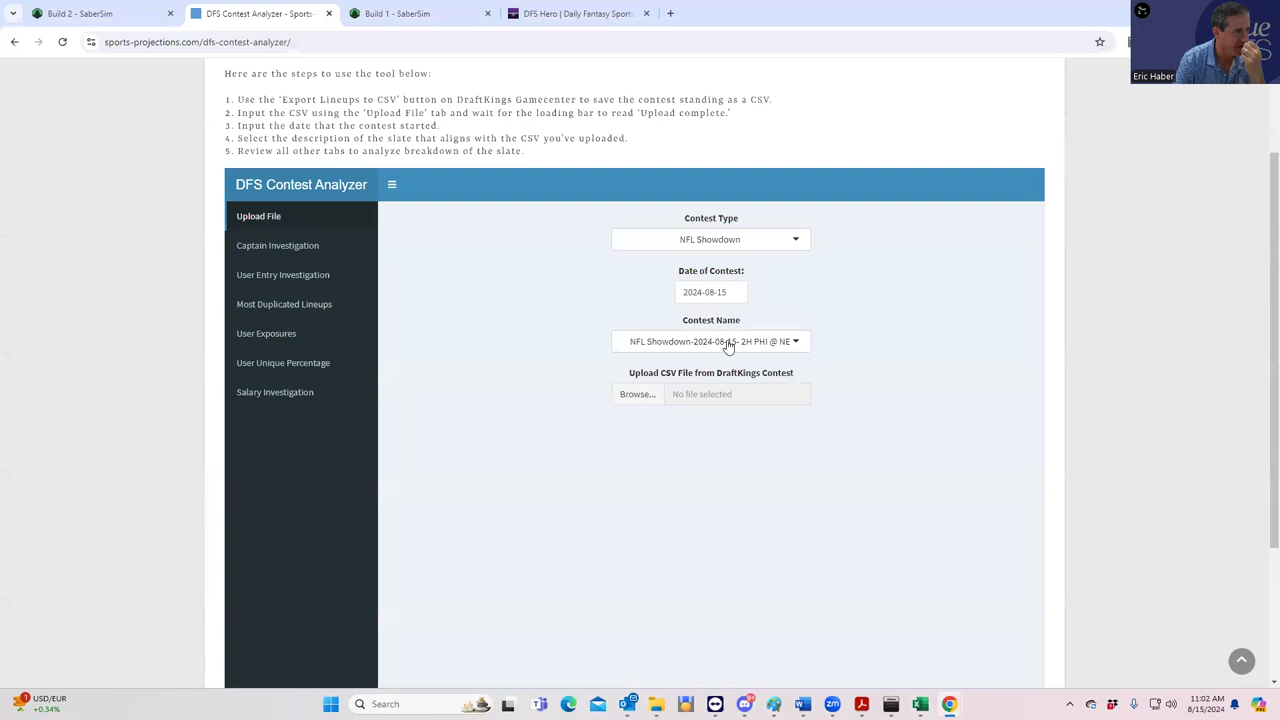 Build 2 - SaberSim
DFS Contest Analyzer - Sports-
Build 1 - SaberSim
DFS Hero | Daily Fantasy Sports
sports-projections.com/dfs-contest-analyzer/
Eric Haber
Here are the steps to use the tool below:
1. Use the 'Export Lineups to CSV' button on DraftKings Gamecenter to save the contest standing as a CSV.
2. Input the CSV using the 'Upload File' tab and wait for the loading bar to read 'Upload complete.'
3. Input the date that the contest started.
4. Select the description of the slate that aligns with the CSV you've uploaded.
5. Review all other tabs to analyze breakdown of the slate.
DFS Contest Analyzer
Upload File
Captain Investigation
User Entry Investigation
Most Duplicated Lineups
User Exposures
User Unique Percentage
Salary Investigation
Contest Type
NFL Showdown
Date of Contest:
2024-08-15
Contest Name
NFL Showdown-2024-08-15- 2H PHI @ NE
Upload CSV File from DraftKings Contest
Browse... No file selected
USD/EUR
+0.34%
Search
11:02 AM
8/15/2024